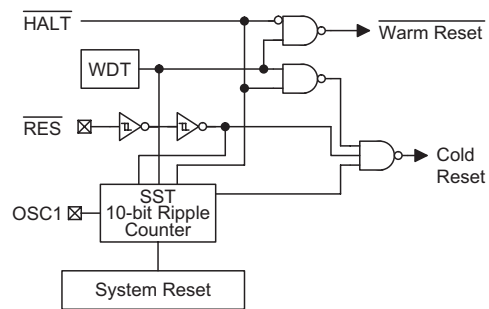 HALT
Warm Reset
WDT
RES
Cold
Reset
SST
10-bit Ripple
Counter
OSC1
System Reset